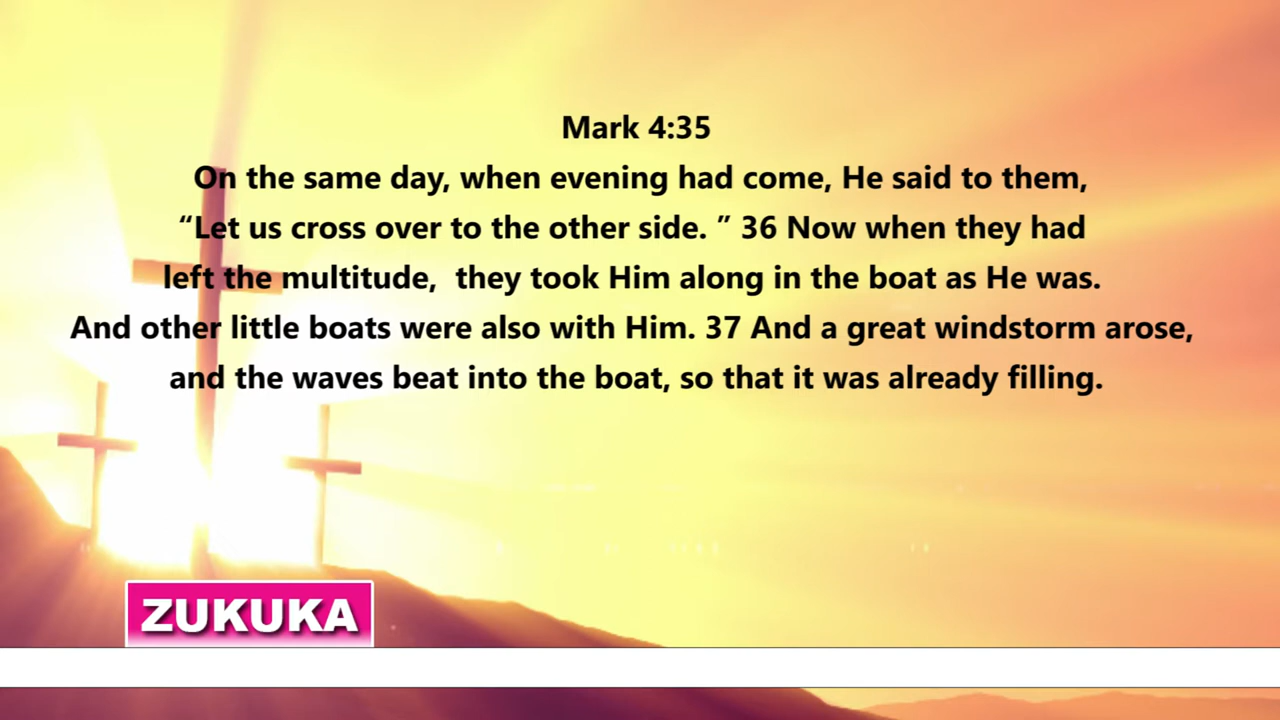 Mark 4:35
On the same day, when evening had come, He said to them,
“Let us cross over to the other side. ” 36 Now when they had
left the multitude,  they took Him along in the boat as He was.
And other little boats were also with Him. 37 And a great windstorm arose,
and the waves beat into the boat, so that it was already filling.
ZUKUKA